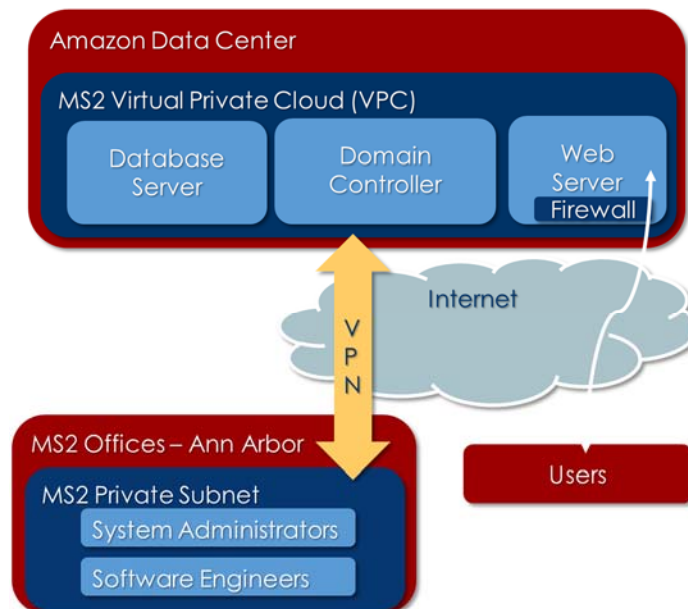 Amazon Data Center
MS2 Virtual Private Cloud (VPC)
Database
Server
Domain
Controller
Web
Server
Firewall
Internet
V
P
N
MS2 Offices – Ann Arbor
MS2 Private Subnet
System Administrators
Software Engineers
Users